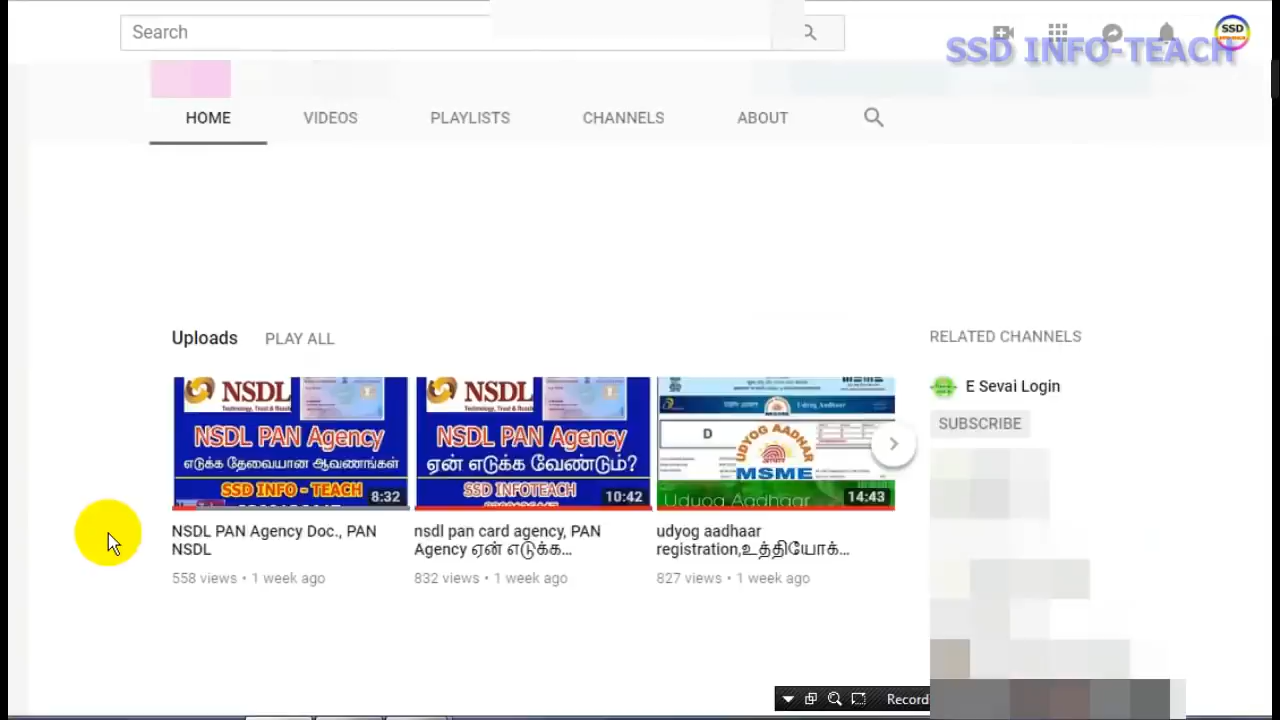 Search
SSD
SSD INFO-TEACH
HOME VIDEOS PLAYLISTS CHANNELS ABOUT
Uploads PLAY ALL
RELATED CHANNELS
E Sevai Login
SUBSCRIBE
NSDL
NSDL PAN Agency
எடுக்க தேவையான ஆவணங்கள்
SSD INFO - TEACH
8:32
NSDL
NSDL PAN Agency
ஏன் எடுக்க வேண்டும்?
SSD INFOTEACH
10:42
Udyog Aadhaar
D
UDYOG AADHAR
MSME
Udyog Aadhaar
14:43
NSDL PAN Agency Doc., PAN
NSDL
558 views • 1 week ago
nsdl pan card agency, PAN
Agency ஏன் எடுக்க...
832 views • 1 week ago
udyog aadhaar
registration,உத்தியோக்...
827 views • 1 week ago
Record